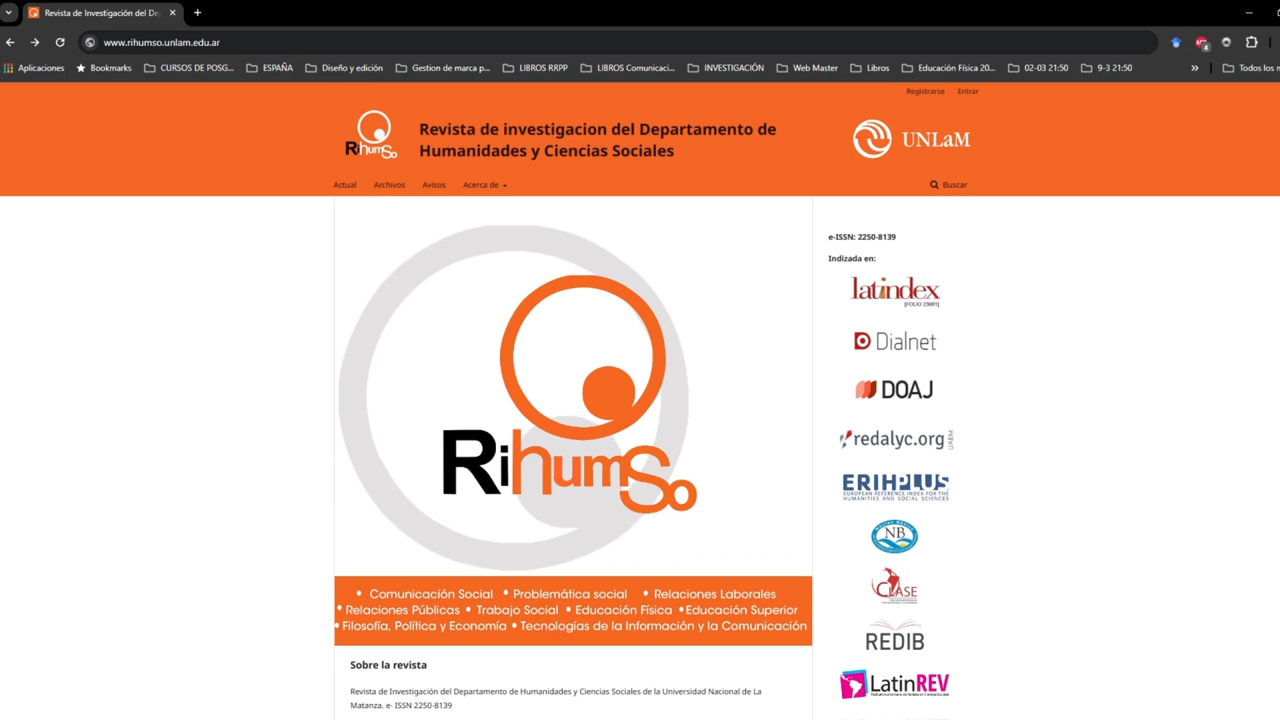 Revista de Investigación del De
www.rihumso.unlam.edu.ar
Aplicaciones Bookmarks CURSOS DE POSG... ESPAÑA Diseño y edición Gestion de marca p... LIBROS RRPP LIBROS Comunicaci... INVESTIGACIÓN Web Master Libros Educación Física 20... 02-03 21:50 9-3 21:50 » Todos los
Registrarse Entrar
RihumSo
Revista de investigacion del Departamento de
Humanidades y Ciencias Sociales
UNLaM
Actual Archivos Avisos Acerca de
Buscar
RihumSo
• Comunicación Social • Problemática social • Relaciones Laborales
• Relaciones Públicas • Trabajo Social • Educación Física • Educación Superior
• Filosofía, Política y Economía • Tecnologías de la Información y la Comunicación
Sobre la revista
Revista de Investigación del Departamento de Humanidades y Ciencias Sociales de la Universidad Nacional de La
Matanza. e- ISSN 2250-8139
e-ISSN: 2250-8139
Indizada en:
latindex
[FOLIO 23081]
Dialnet
DOAJ
redalyc.org
UAEM
ERIHPLUS
EUROPEAN REFERENCE INDEX FOR THE
HUMANITIES AND SOCIAL SCIENCES
NB
CLASE
REDIB
LatinREV